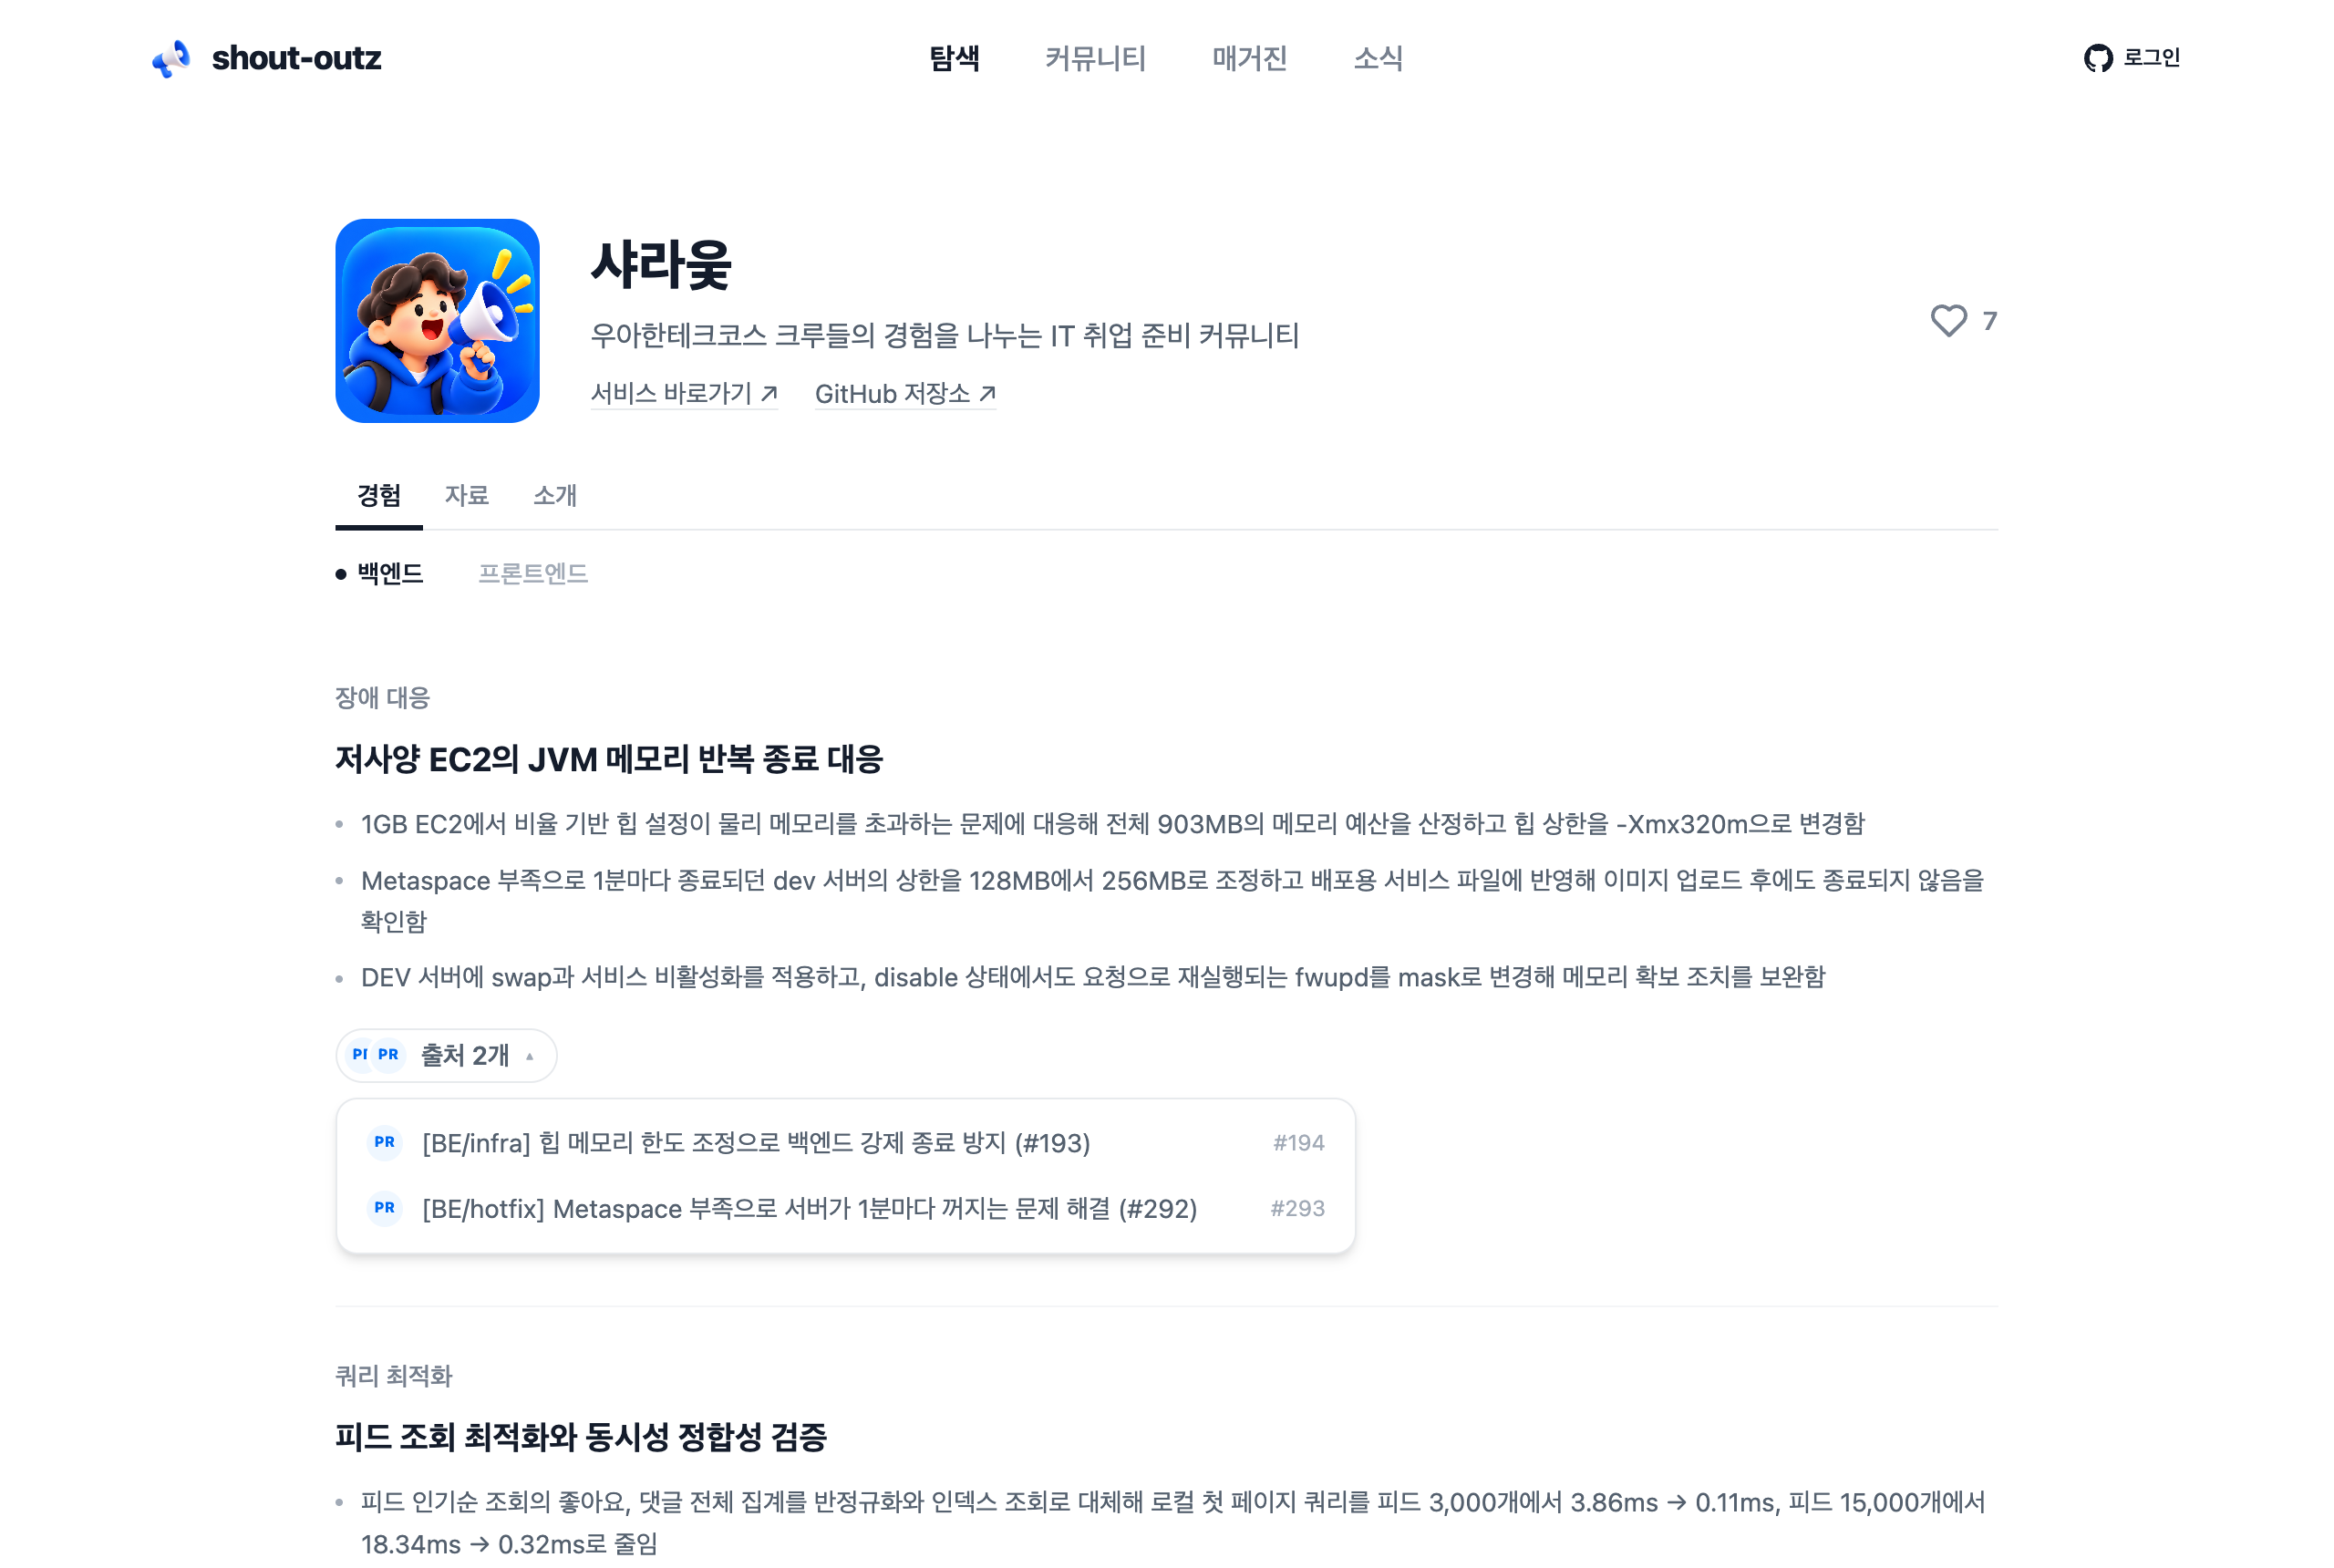 shout-outz
탐색
커뮤니티
매거진
소식
로그인
샤라웃
우아한테크코스 크루들의 경험을 나누는 IT 취업 준비 커뮤니티
7
서비스 바로가기 ↗
GitHub 저장소 ↗
경험
자료
소개
백엔드
프론트엔드
장애 대응
저사양 EC2의 JVM 메모리 반복 종료 대응
• 1GB EC2에서 비율 기반 힙 설정이 물리 메모리를 초과하는 문제에 대응해 전체 903MB의 메모리 예산을 산정하고 힙 상한을 -Xmx320m으로 변경함
• Metaspace 부족으로 1분마다 종료되던 dev 서버의 상한을 128MB에서 256MB로 조정하고 배포용 서비스 파일에 반영해 이미지 업로드 후에도 종료되지 않음을
확인함
• DEV 서버에 swap과 서비스 비활성화를 적용하고, disable 상태에서도 요청으로 재실행되는 fwupd를 mask로 변경해 메모리 확보 조치를 보완함
PR 출처 2개 ▲
PR [BE/infra] 힙 메모리 한도 조정으로 백엔드 강제 종료 방지 (#193) #194
PR [BE/hotfix] Metaspace 부족으로 서버가 1분마다 꺼지는 문제 해결 (#292) #293
쿼리 최적화
피드 조회 최적화와 동시성 정합성 검증
• 피드 인기순 조회의 좋아요, 댓글 전체 집계를 반정규화와 인덱스 조회로 대체해 로컬 첫 페이지 쿼리를 피드 3,000개에서 3.86ms → 0.11ms, 피드 15,000개에서
18.34ms → 0.32ms로 줄임